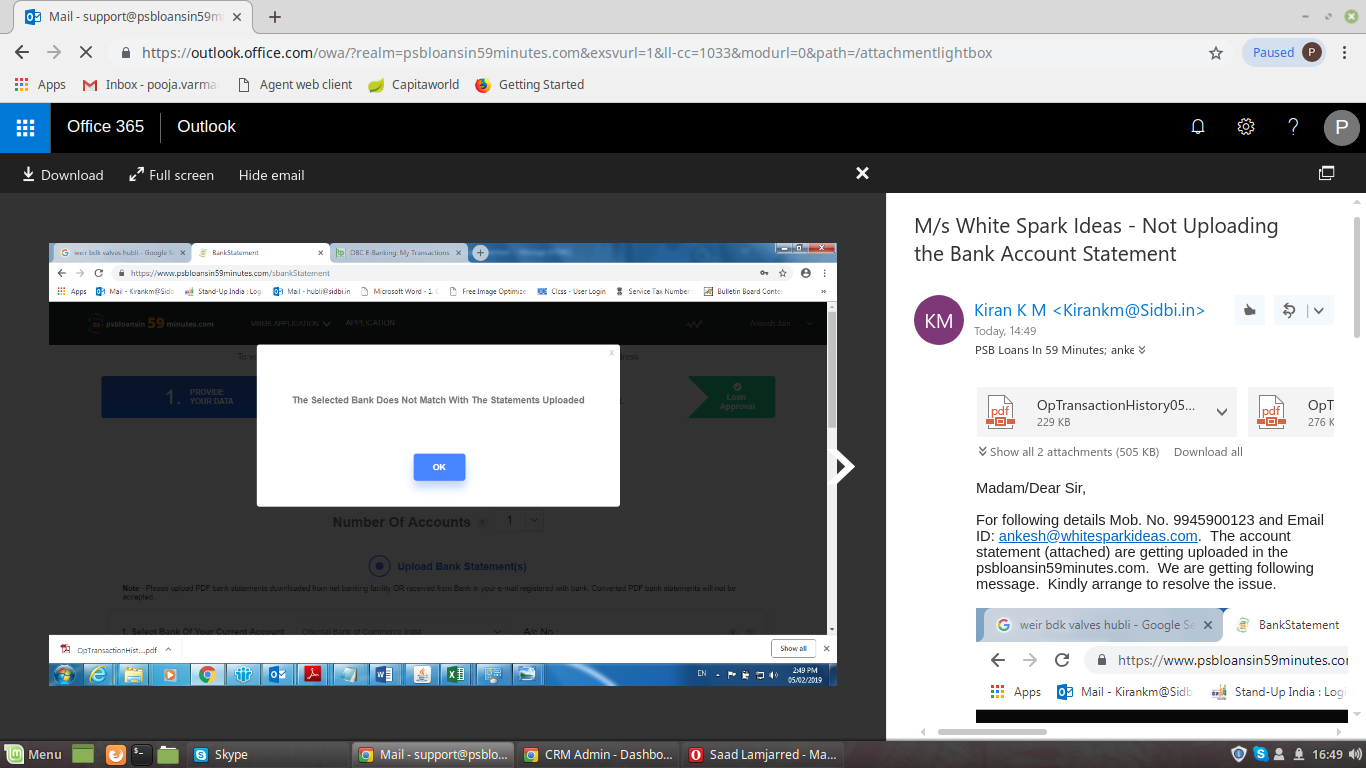 Mail - support@psbloansin59m
https://outlook.office.com/owa/?realm=psbloansin59minutes.com&exsvurl=1&ll-cc=1033&modurl=0&path=/attachmentlightbox
Paused P
Apps Inbox - pooja.varma Agent web client Capitaworld Getting Started
Office 365 Outlook ? P
Download Full screen Hide email
weir bdk valves hubli - Google Se BankStatement OBC E-Banking: My Transactions
https://www.psbloansin59minutes.com/sbankStatement
Apps Mail - Kirankm@Sidb Stand-Up India : Logi Mail - hubli@sidbi.in Microsoft Word - 1. Free Image Optimize Clcss - User Login Service Tax Number Bulletin Board Conte
psbloansin 59 minutes.com MSME APPLICATION APPLICATION Ankesh Jain
To
1. PROVIDE YOUR DATA
Loan Approval
x
The Selected Bank Does Not Match With The Statements Uploaded
OK
Number Of Accounts 1
Upload Bank Statement(s)
Note - Please upload PDF bank statements downloaded from net banking facility OR received from Bank in your e-mail registered with bank. Converted PDF bank statements will not be
accepted.
1. Select Bank Of Your Current Account Oriental Bank of Commerce India A/c No
OpTransactionHist....pdf Show all
EN 2:49 PM
05/02/2019
M/s White Spark Ideas - Not Uploading
the Bank Account Statement
KM Kiran K M <Kirankm@Sidbi.in>
Today, 14:49
PSB Loans In 59 Minutes; anke
pdf OpTransactionHistory05...
229 KB
pdf OpT
276 K
Show all 2 attachments (505 KB) Download all
Madam/Dear Sir,
For following details Mob. No. 9945900123 and Email
ID: ankesh@whitesparkideas.com. The account
statement (attached) are getting uploaded in the
psbloansin59minutes.com. We are getting following
message. Kindly arrange to resolve the issue.
weir bdk valves hubli - Google Se BankStatement
https://www.psbloansin59minutes.com
Apps Mail - Kirankm@Sidb Stand-Up India : Logi
Menu Skype Mail - support@psblo... CRM Admin - Dashbo... Saad Lamjarred - Ma... 16:49